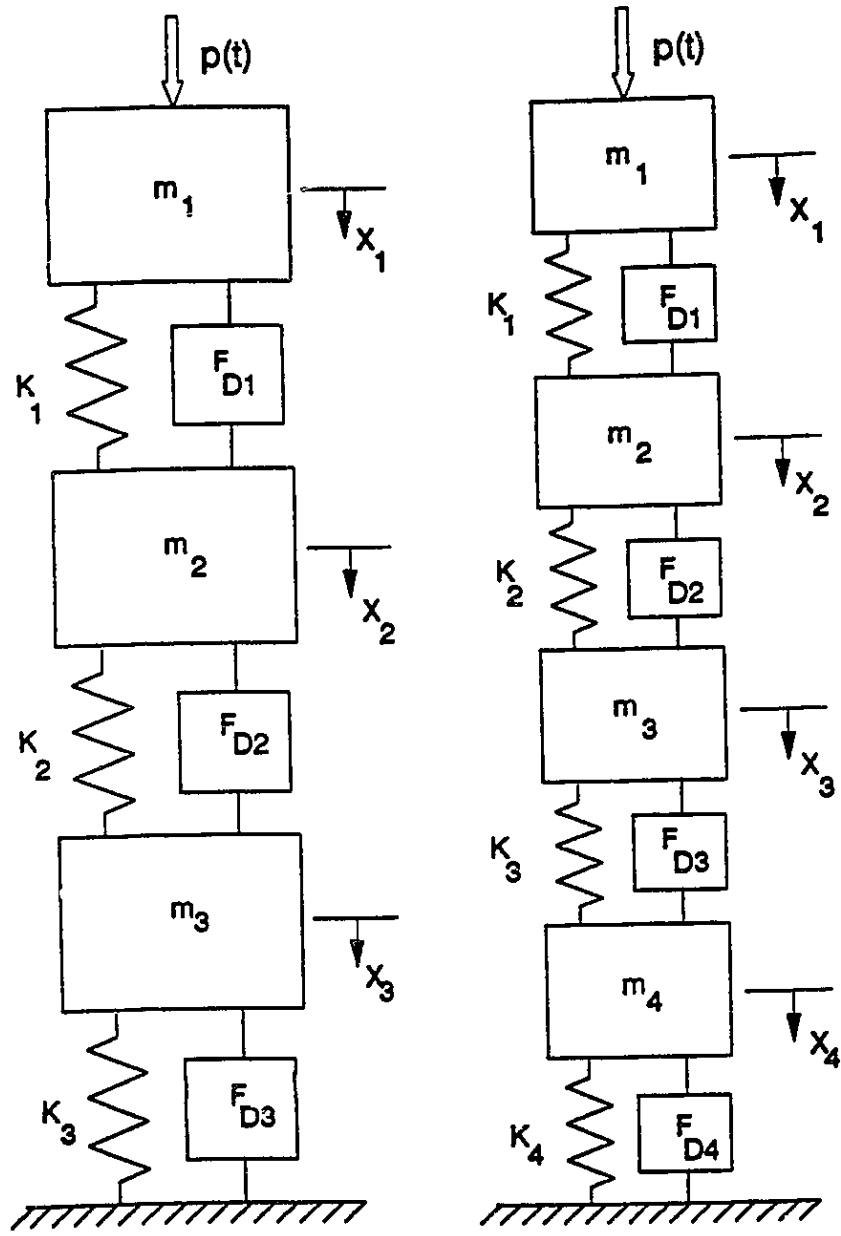 p(t)
m1
X1
K1
FD1
m2
X2
K2
FD2
m3
X3
K3
FD3
p(t)
m1
X1
K1
FD1
m2
X2
K2
FD2
m3
X3
K3
FD3
m4
X4
K4
FD4